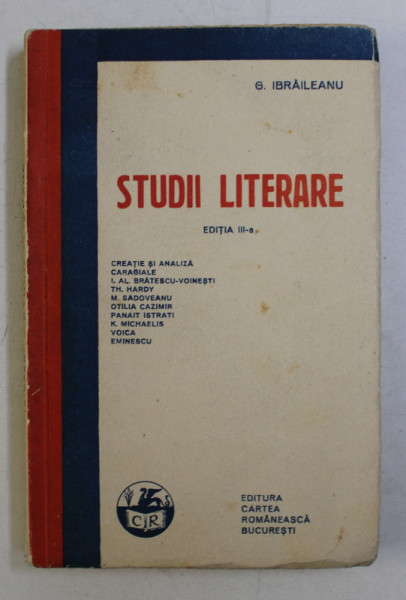 G. IBRĂILEANU
STUDII LITERARE
EDIȚIA III-a.
CREAȚIE ȘI ANALIZĂ
CARAGIALE
I. AL. BRĂTESCU-VOINEȘTI
TH. HARDY
M. SADOVEANU
OTILIA CAZIMIR
PANAIT ISTRATI
K. MICHAELIS
VOICA
EMINESCU
CR
EDITURA
CARTEA
ROMÂNEASCĂ
BUCUREȘTI